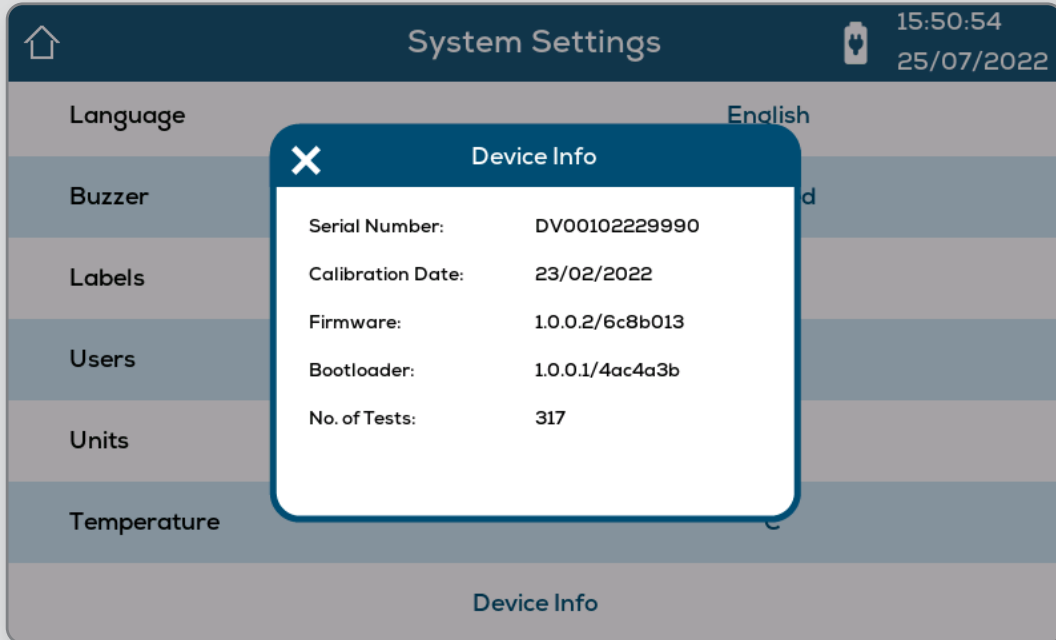 System Settings
15:50:54
25/07/2022
Language English
Buzzer
Labels
Users
Units
Temperature
Device Info
Device Info
Serial Number: DV00102229990
Calibration Date: 23/02/2022
Firmware: 1.0.0.2/6c8b013
Bootloader: 1.0.0.1/4ac4a3b
No. of Tests: 317